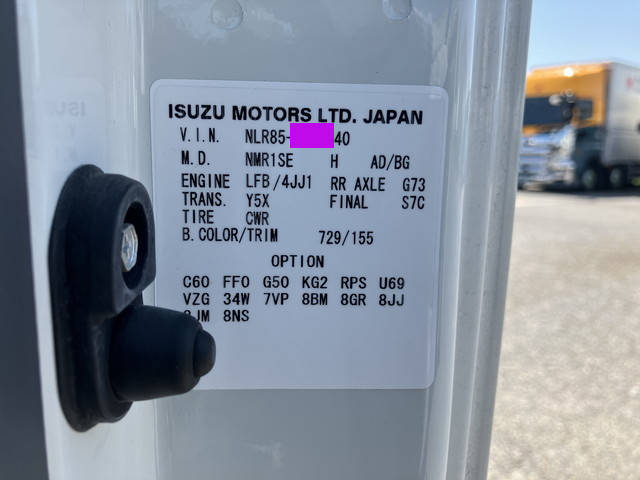 ISUZU MOTORS LTD. JAPAN
V.I.N. NLR85- 40
M.D. NMR1SE H AD/BG
ENGINE LFB/4JJ1 RR AXLE G73
TRANS. Y5X FINAL S7C
TIRE CWR
B.COLOR/TRIM 729/155
OPTION
C60 FF0 G50 KG2 RPS U69
VZG 34W 7VP 8BM 8GR 8JJ
8NS